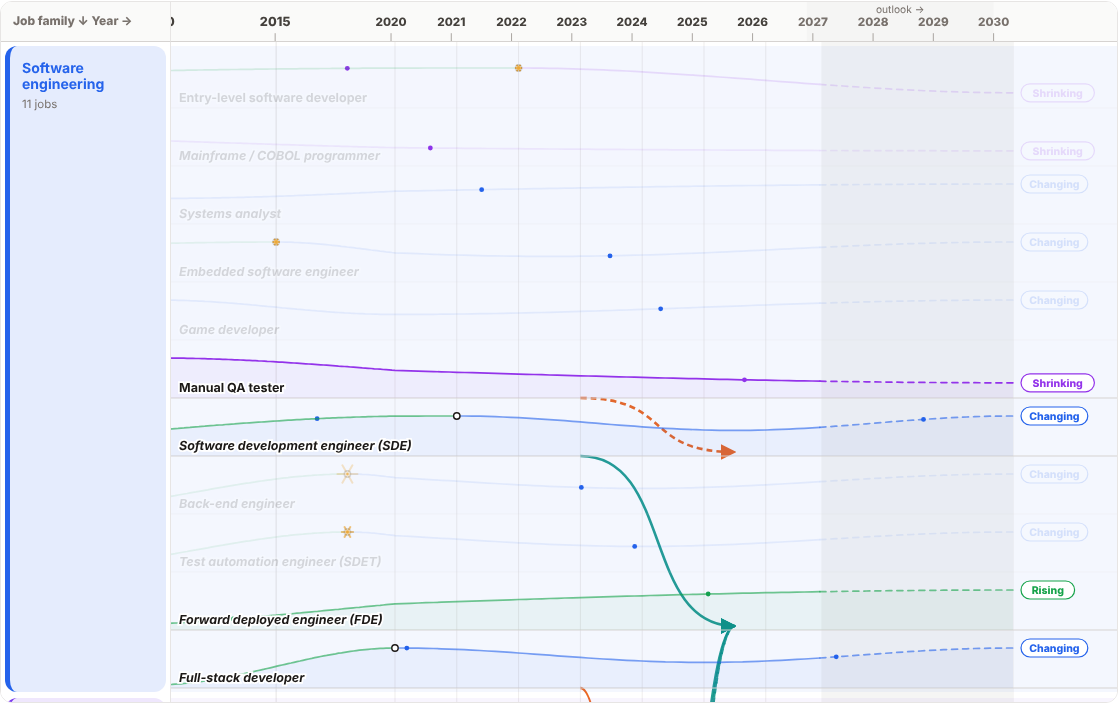 Job family ↓ Year →
0
2015
2020
2021
2022
2023
2024
2025
2026
2027
2028
2029
2030
outlook →
Software
engineering
11 jobs
Entry-level software developer
Shrinking
Mainframe / COBOL programmer
Shrinking
Systems analyst
Changing
Embedded software engineer
Changing
Game developer
Changing
Manual QA tester
Shrinking
Software development engineer (SDE)
Changing
Back-end engineer
Changing
Test automation engineer (SDET)
Changing
Forward deployed engineer (FDE)
Rising
Full-stack developer
Changing